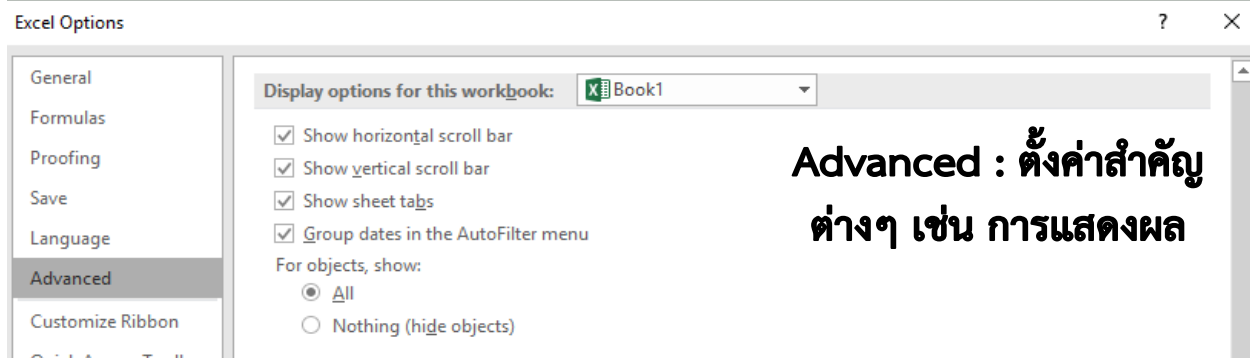 Excel Options
?
General
Formulas
Proofing
Save
Language
Advanced
Customize Ribbon
Display options for this workbook: Book1
Show horizontal scroll bar
Show vertical scroll bar
Show sheet tabs
Group dates in the AutoFilter menu
For objects, show:
All
Nothing (hide objects)
Advanced : ตั้งค่าสำคัญ
ต่างๆ เช่น การแสดงผล